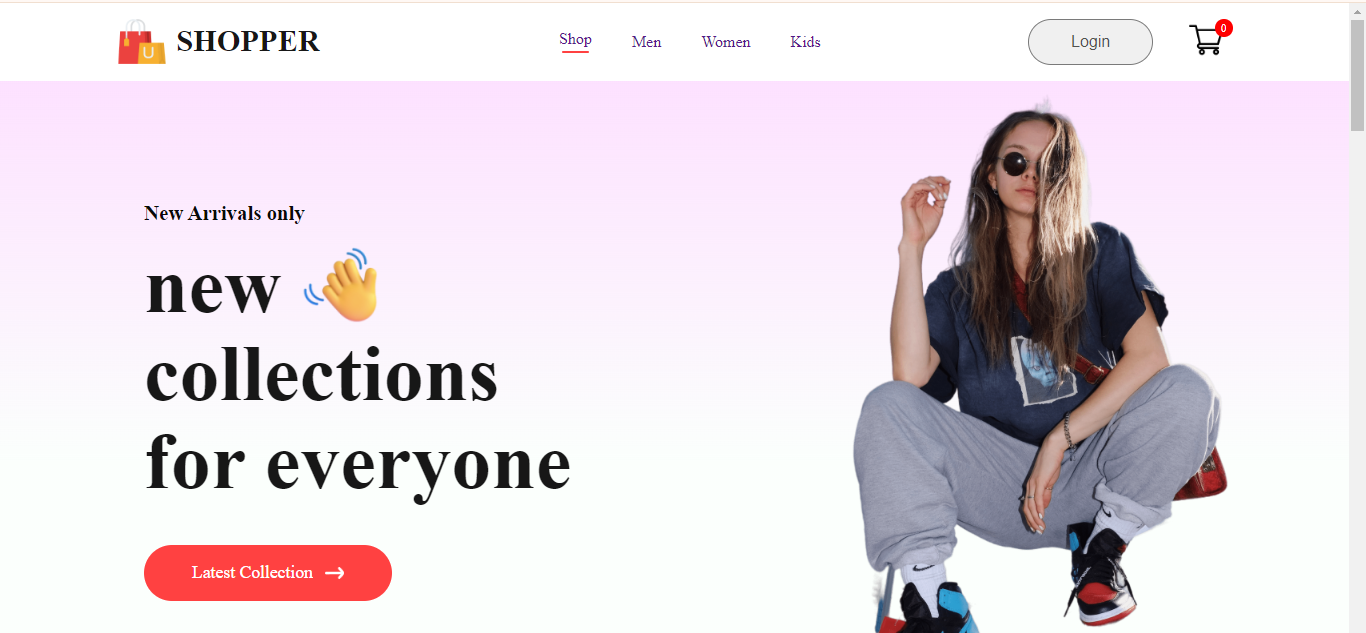 U
SHOPPER
Shop
Men
Women
Kids
Login
0
New Arrivals only
new
collections
for everyone
Latest Collection